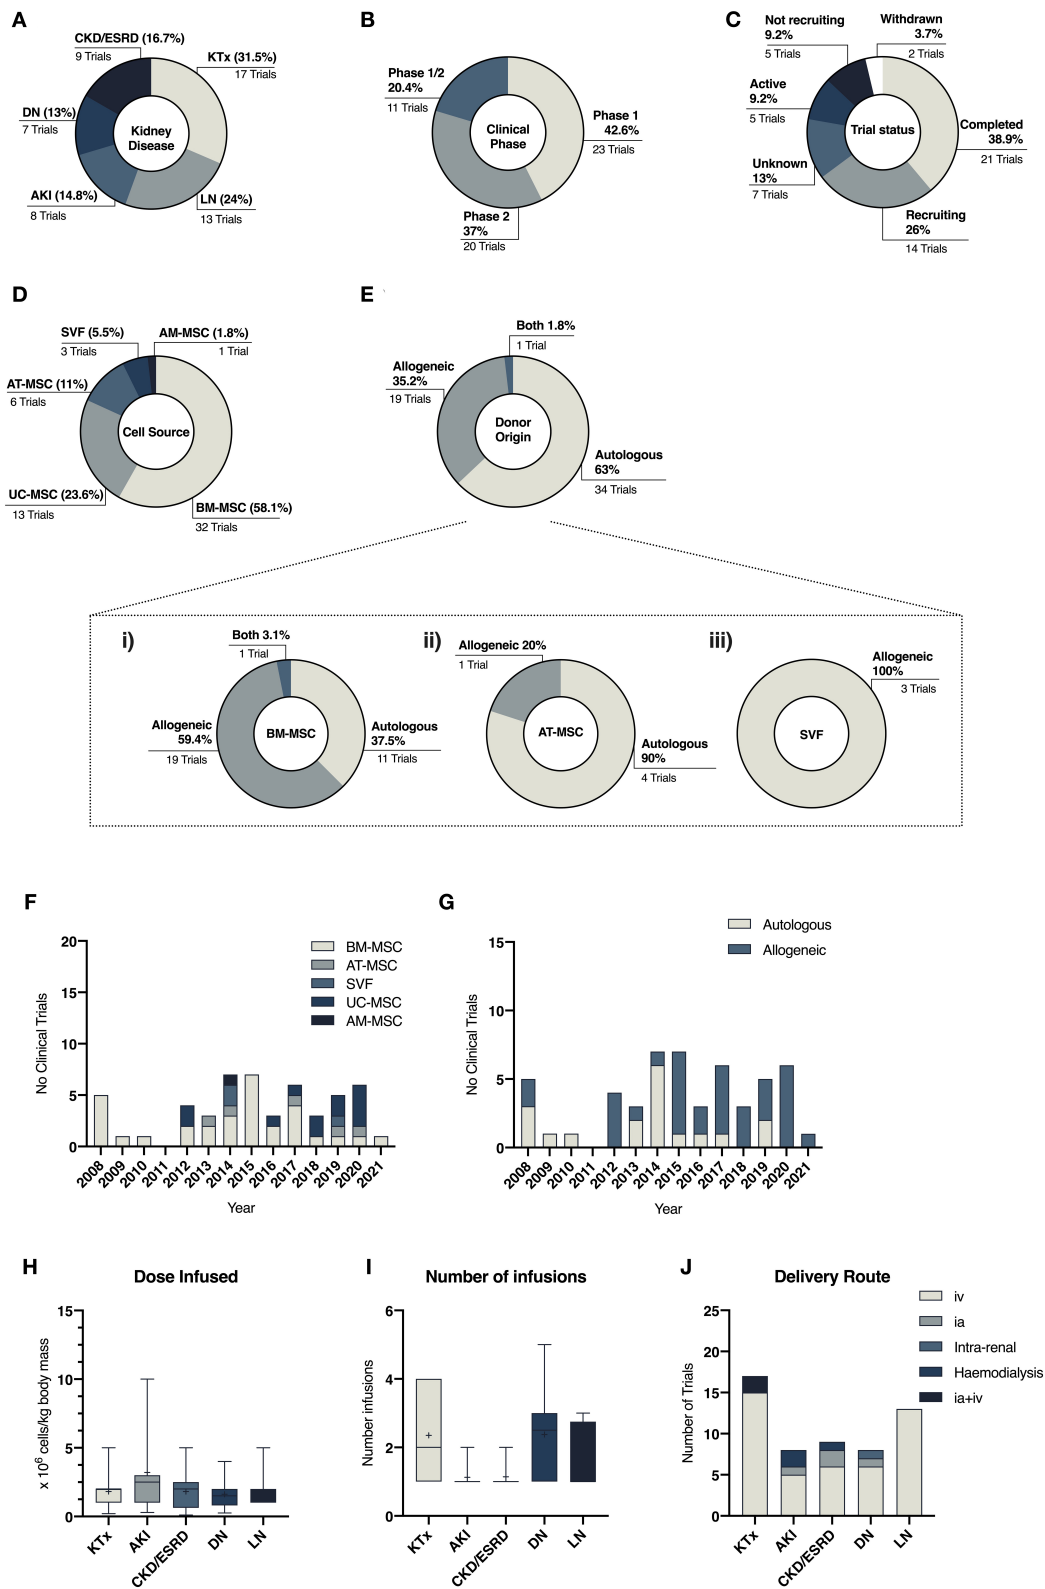 A
CKD/ESRD (16.7%)
9 Trials
KTx (31.5%)
17 Trials
DN (13%)
7 Trials
Kidney
Disease
AKI (14.8%)
8 Trials
LN (24%)
13 Trials
B
Phase 1/2
20.4%
11 Trials
Clinical
Phase
Phase 1
42.6%
23 Trials
Phase 2
37%
20 Trials
C
Not recruiting
9.2%
5 Trials
Withdrawn
3.7%
2 Trials
Active
9.2%
5 Trials
Trial status
Completed
38.9%
21 Trials
Unknown
13%
7 Trials
Recruiting
26%
14 Trials
D
SVF (5.5%)
3 Trials
AM-MSC (1.8%)
1 Trial
AT-MSC (11%)
6 Trials
Cell Source
UC-MSC (23.6%)
13 Trials
BM-MSC (58.1%)
32 Trials
E
Both 1.8%
1 Trial
Allogeneic
35.2%
19 Trials
Donor
Origin
Autologous
63%
34 Trials
i)
Both 3.1%
1 Trial
Allogeneic
59.4%
19 Trials
BM-MSC
Autologous
37.5%
11 Trials
ii)
Allogeneic 20%
1 Trial
AT-MSC
Autologous
90%
4 Trials
iii)
Allogeneic
100%
3 Trials
SVF
F
No Clinical Trials
20
15
10
5
0
BM-MSC
AT-MSC
SVF
UC-MSC
AM-MSC
2008
2009
2010
2011
2012
2013
2014
2015
2016
2017
2018
2019
2020
2021
Year
G
No Clinical Trials
15
10
5
0
Autologous
Allogeneic
2008
2009
2010
2011
2012
2013
2014
2015
2016
2017
2018
2019
2020
2021
Year
H
Dose Infused
x 10⁶ cells/kg body mass
15
10
5
0
KTx
AKI
CKD/ESRD
DN
LN
I
Number of infusions
Number infusions
6
4
2
0
KTx
AKI
CKD/ESRD
DN
LN
J
Delivery Route
Number of Trials
25
20
15
10
5
0
iv
ia
Intra-renal
Haemodialysis
ia+iv
KTx
AKI
CKD/ESRD
DN
LN